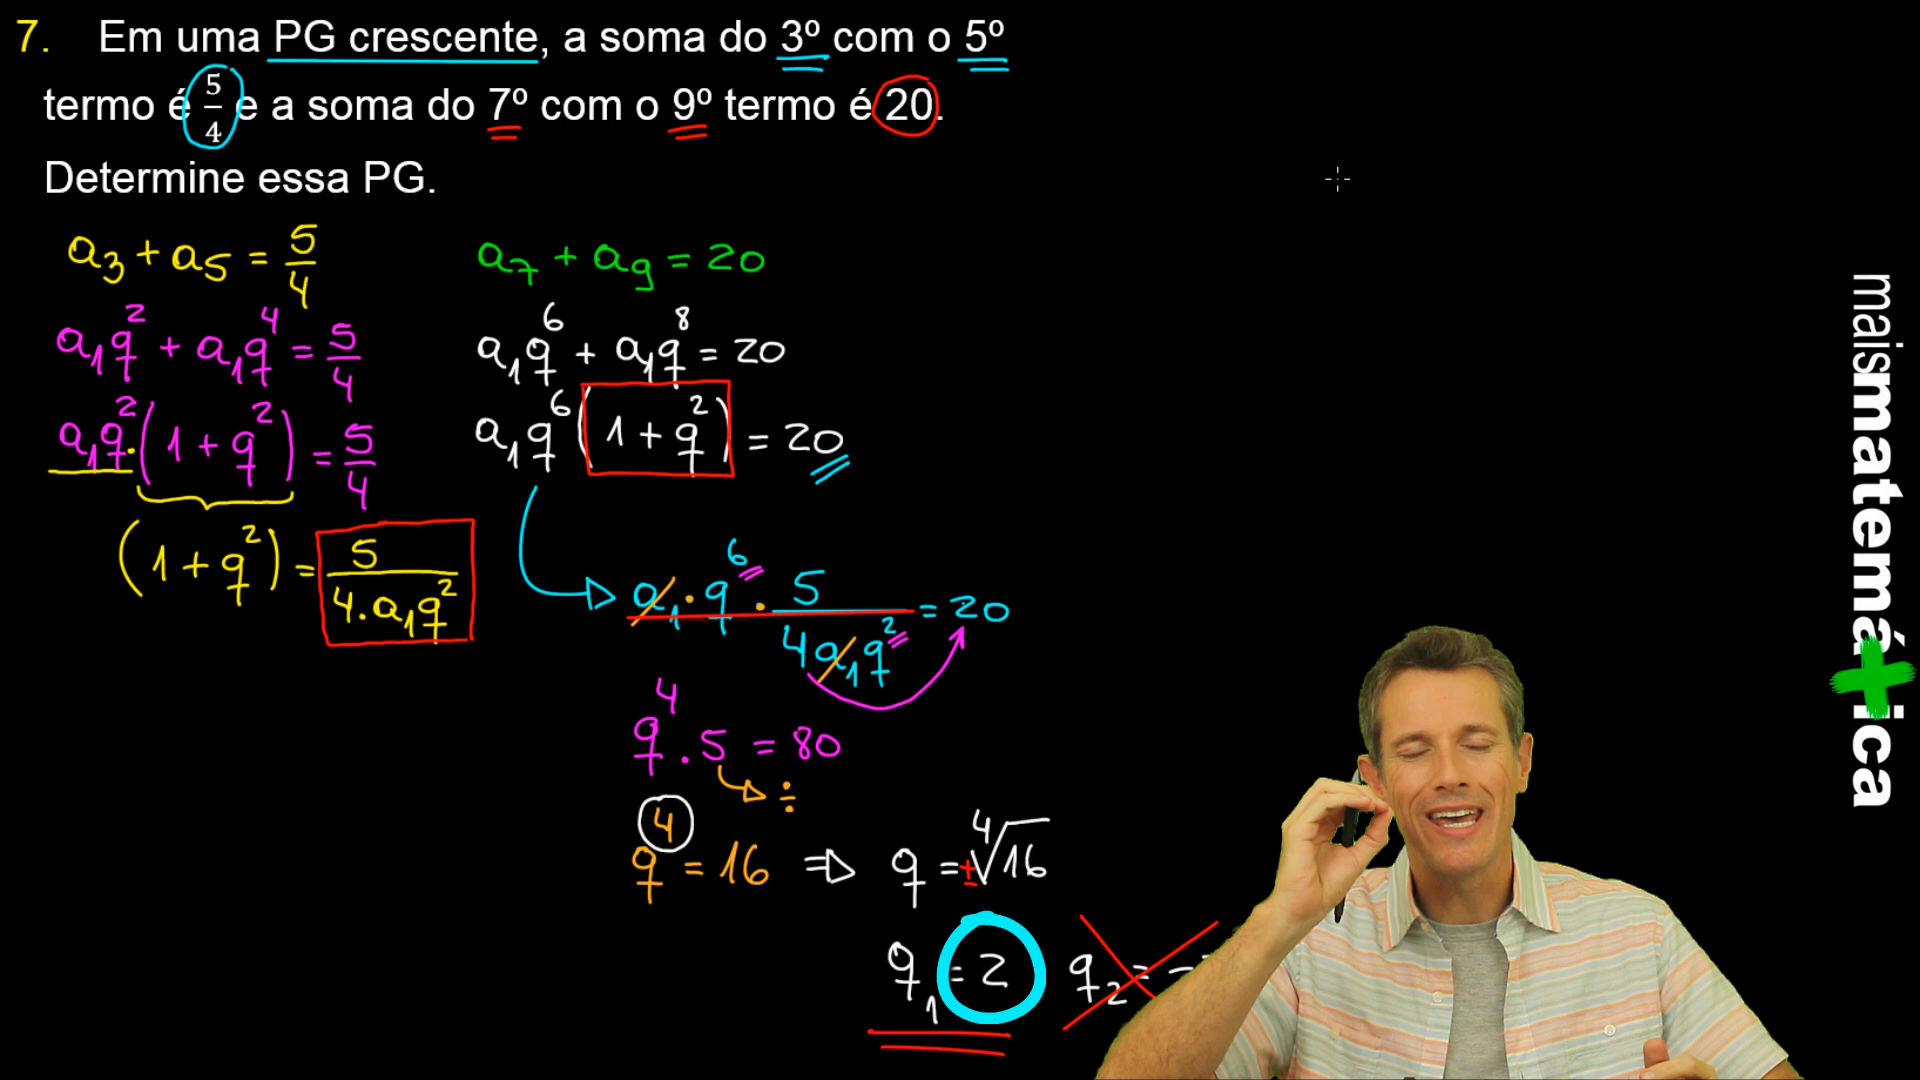 7. Em uma PG crescente, a soma do 3º com o 5º
termo é 5/4 e a soma do 7º com o 9º termo é 20.
Determine essa PG.
a₃ + a₅ = 5/4
a₁q² + a₁q⁴ = 5/4
a₁q²·(1 + q²) = 5/4
(1 + q²) = 5/(4·a₁q²)
a₇ + a₉ = 20
a₁q⁶ + a₁q⁸ = 20
a₁q⁶(1 + q²) = 20
a₁·q⁶·5/(4a₁q²) = 20
q⁴·5 = 80
÷
q⁴ = 16 ⇒ q = ±⁴√16
q₁ = 2 q₂ = -
maismatemática